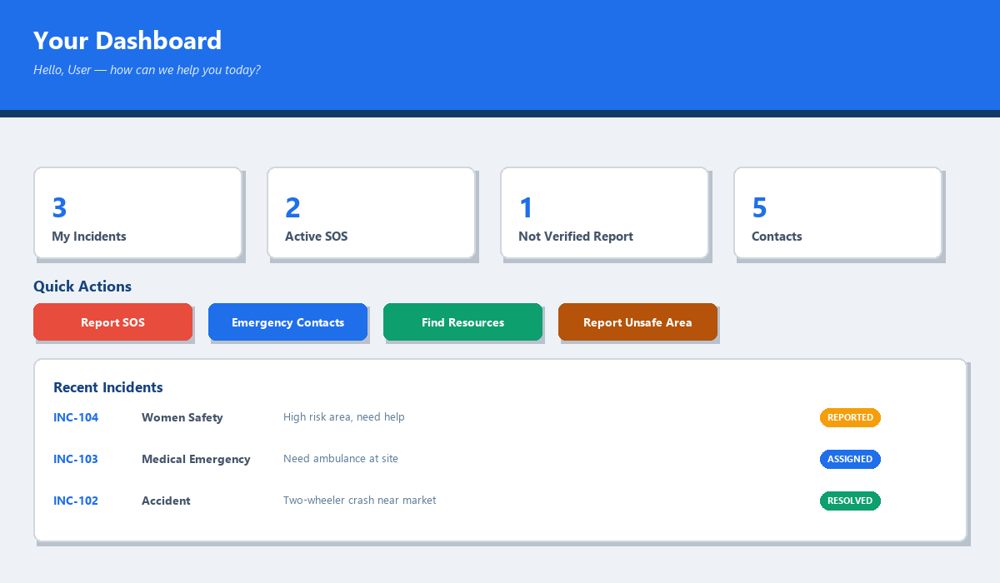 Your Dashboard
Hello, User — how can we help you today?
3
My Incidents
2
Active SOS
1
Not Verified Report
5
Contacts
Quick Actions
Report SOS
Emergency Contacts
Find Resources
Report Unsafe Area
Recent Incidents
INC-104 Women Safety High risk area, need help REPORTED
INC-103 Medical Emergency Need ambulance at site ASSIGNED
INC-102 Accident Two-wheeler crash near market RESOLVED